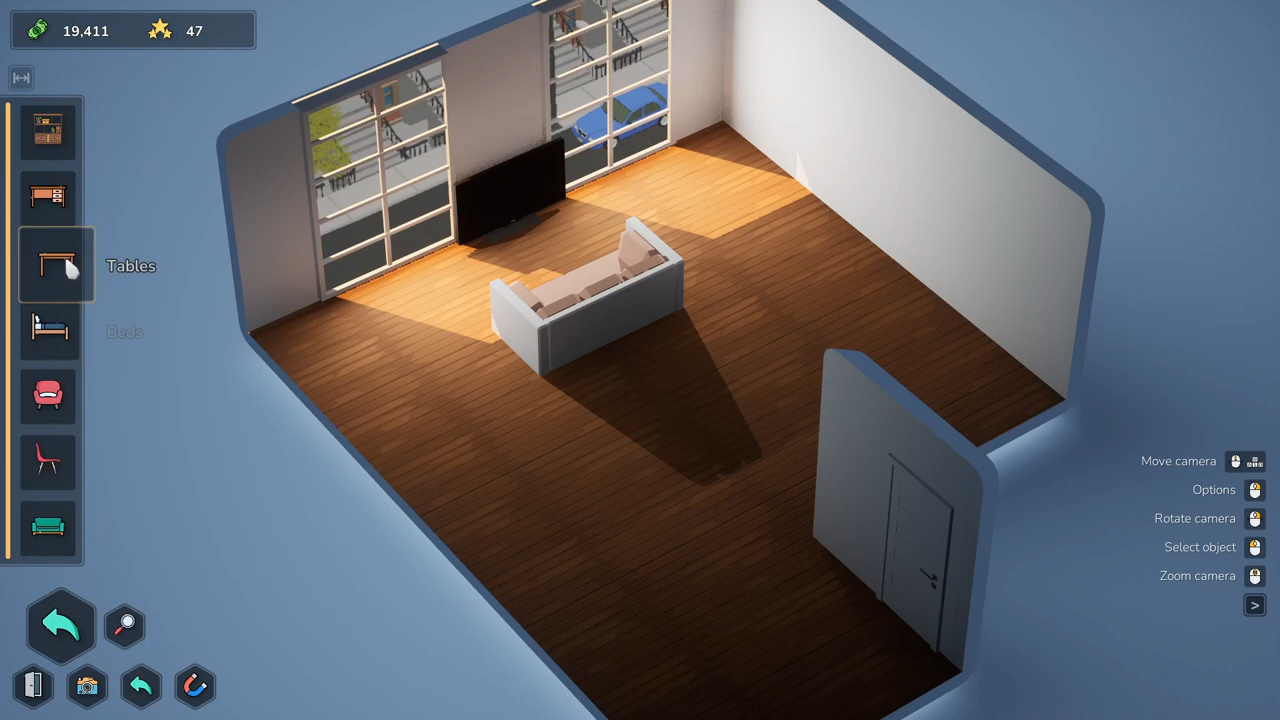 19,411
47
Tables
Beds
Move camera
Options
Rotate camera
Select object
Zoom camera
>